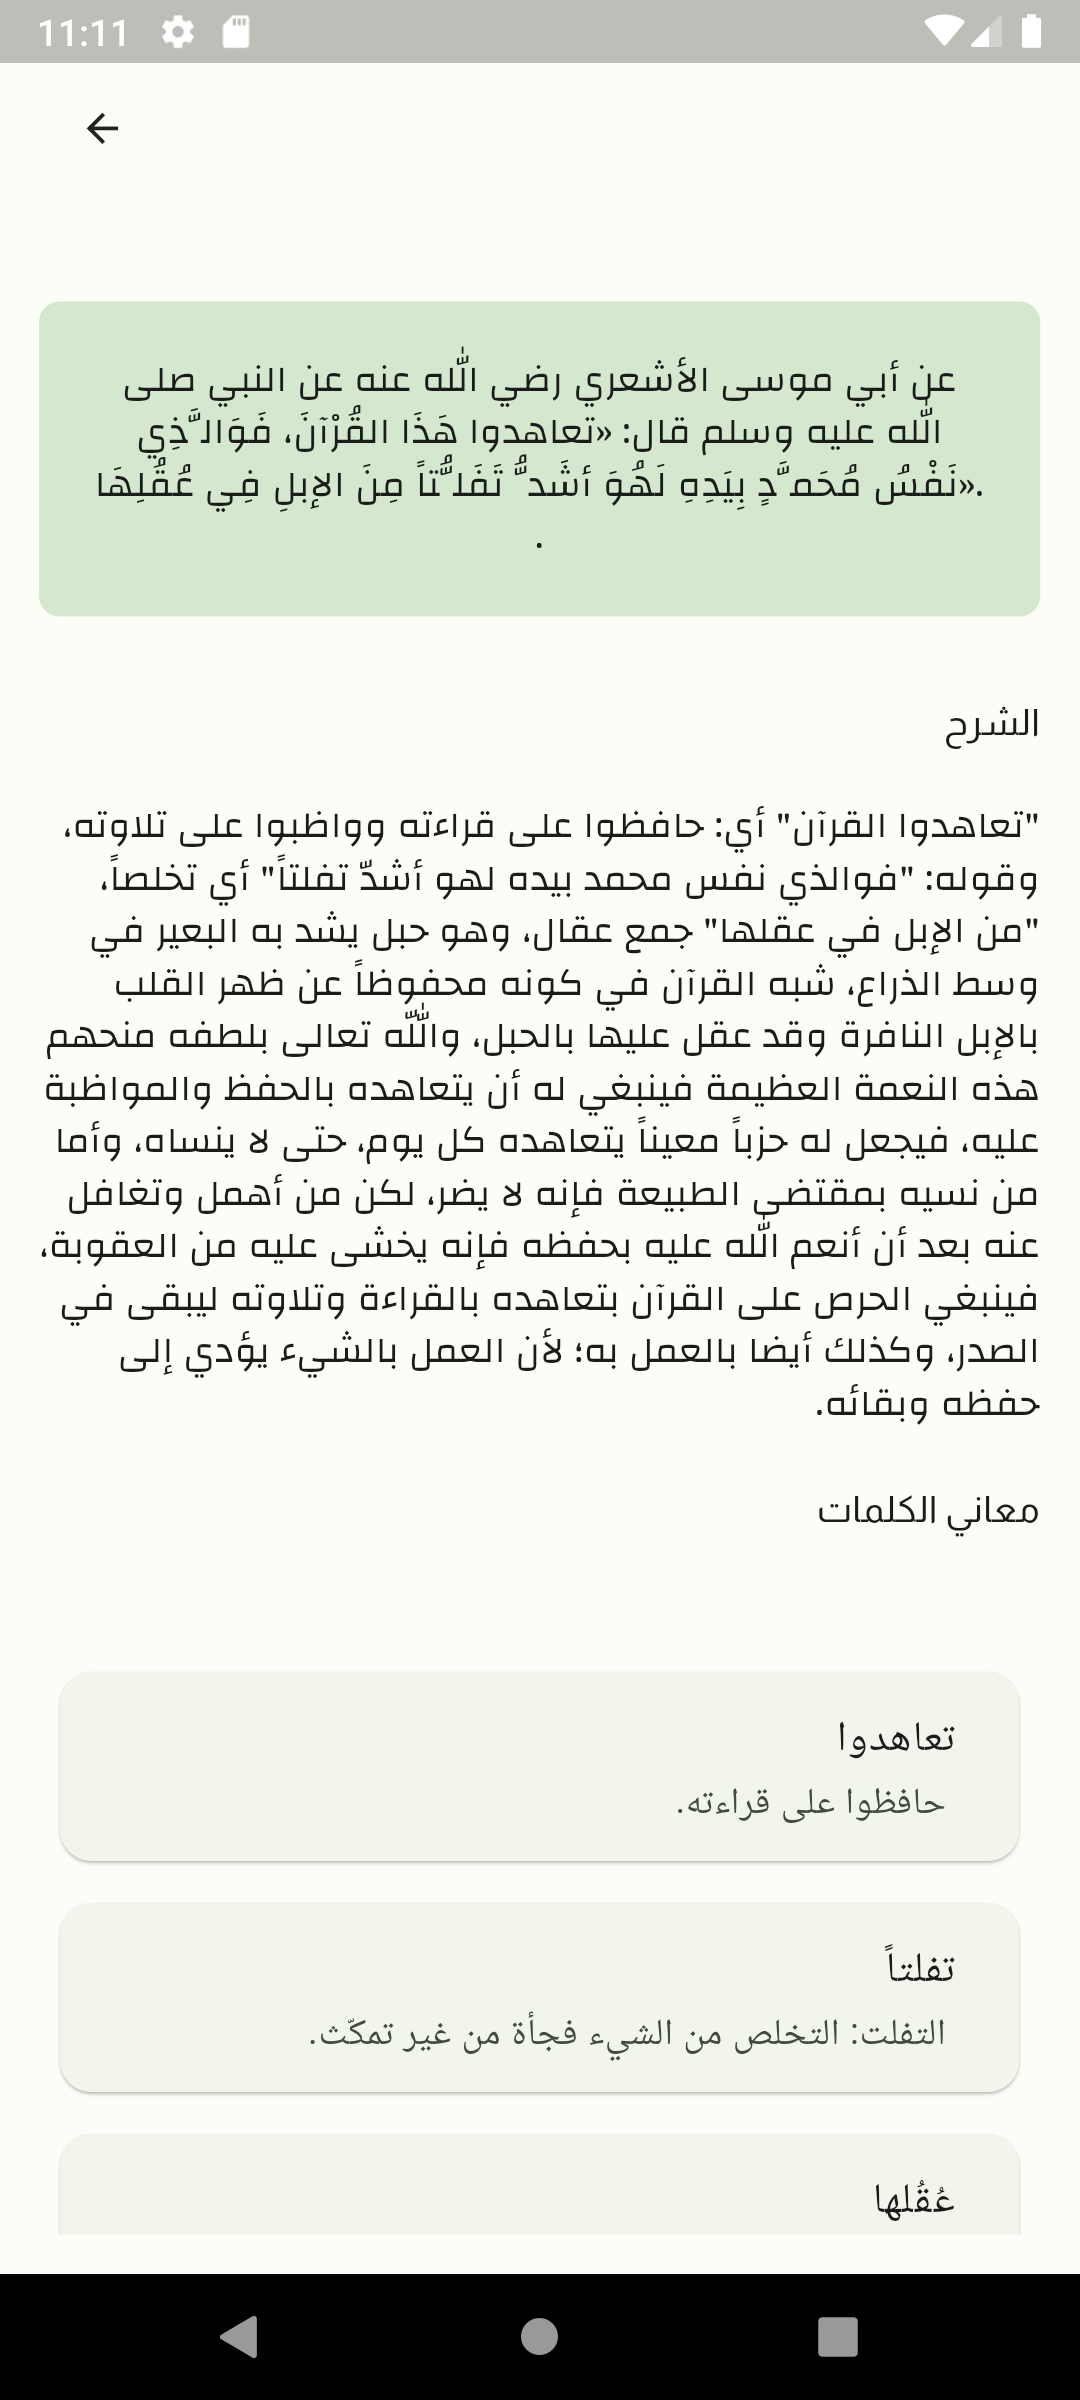 11:11
عن أبي موسى الأشعري رضي الله عنه عن النبي صلى
الله عليه وسلم قال: «تعاهدوا هَذَا القُرْآنَ، فَوَالَّذِي
نَفْسُ مُحَمَّدٍ بِيَدِهِ لَهُوَ أشَدُّ تَفَلُّتاً مِنَ الإبلِ فِي عُقُلِهَا».
.
الشرح
"تعاهدوا القرآن" أي: حافظوا على قراءته وواظبوا على تلاوته،
وقوله: "فوالذي نفس محمد بيده لهو أشدّ تفلتاً" أي تخلصاً،
"من الإبل في عقلها" جمع عقال، وهو حبل يشد به البعير في
وسط الذراع، شبه القرآن في كونه محفوظاً عن ظهر القلب
بالإبل النافرة وقد عقل عليها بالحبل، والله تعالى بلطفه منحهم
هذه النعمة العظيمة فينبغي له أن يتعاهده بالحفظ والمواظبة
عليه، فيجعل له حزباً معيناً يتعاهده كل يوم، حتى لا ينساه، وأما
من نسيه بمقتضى الطبيعة فإنه لا يضر، لكن من أهمل وتغافل
عنه بعد أن أنعم الله عليه بحفظه فإنه يخشى عليه من العقوبة،
فينبغي الحرص على القرآن بتعاهده بالقراءة وتلاوته ليبقى في
الصدر، وكذلك أيضا بالعمل به؛ لأن العمل بالشيء يؤدي إلى
حفظه وبقائه.
معاني الكلمات
تعاهدوا
حافظوا على قراءته.
تفلتاً
التفلت: التخلص من الشيء فجأة من غير تمكّث.
عُقُلها